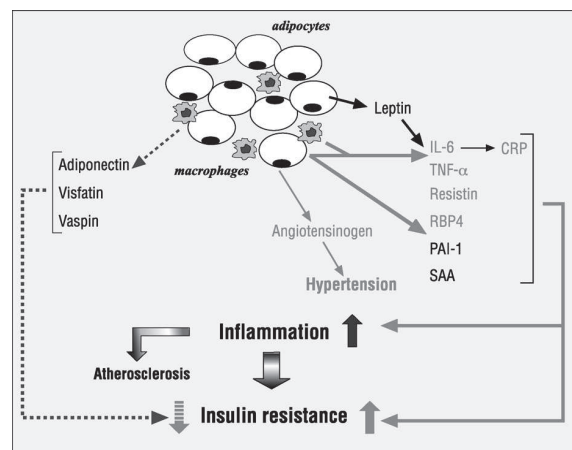 adipocytes
Leptin
IL-6 CRP
TNF-α
Resistin
RBP4
PAI-1
SAA
macrophages
Adiponectin
Visfatin
Vaspin
Angiotensinogen
Hypertension
Inflammation
Atherosclerosis
Insulin resistance